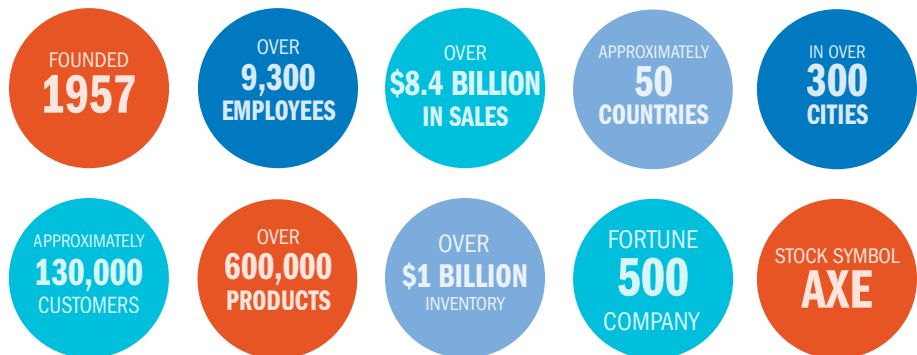 FOUNDED
1957
OVER
9,300
EMPLOYEES
OVER
$8.4 BILLION
IN SALES
APPROXIMATELY
50
COUNTRIES
IN OVER
300
CITIES
APPROXIMATELY
130,000
CUSTOMERS
OVER
600,000
PRODUCTS
OVER
$1 BILLION
INVENTORY
FORTUNE
500
COMPANY
STOCK SYMBOL
AXE